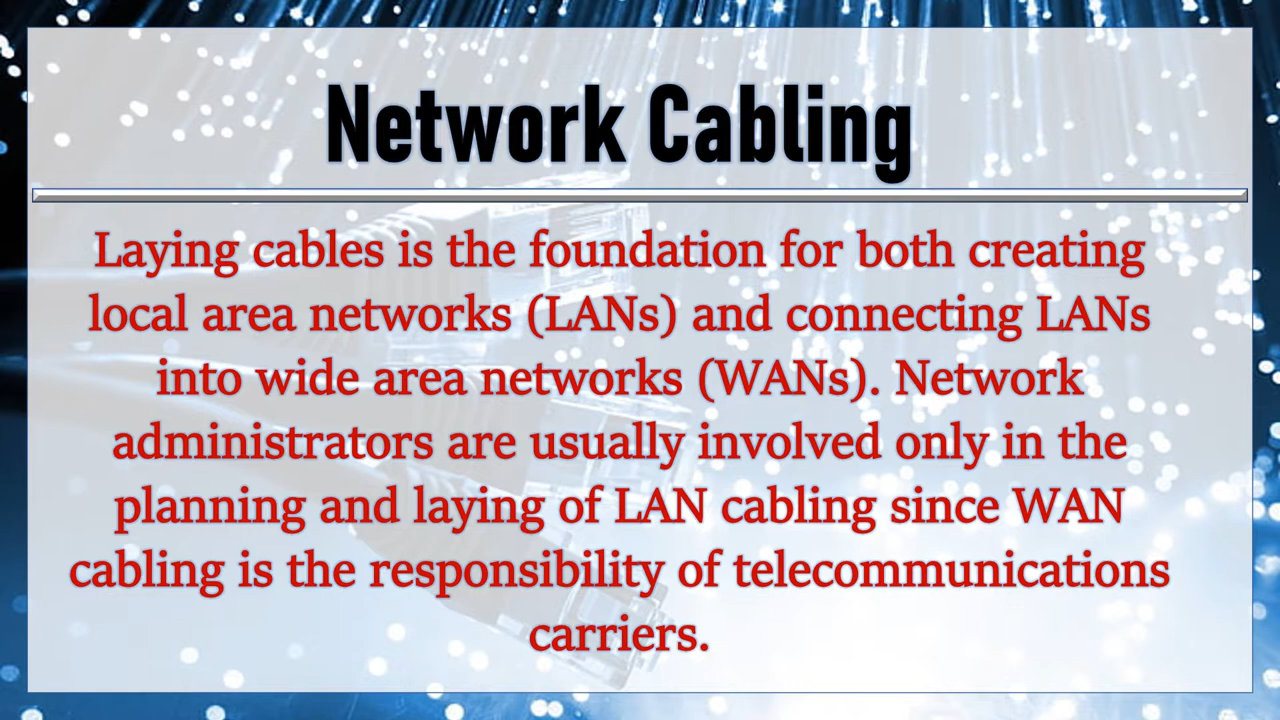 Network Cabling
Laying cables is the foundation for both creating
local area networks (LANs) and connecting LANs
into wide area networks (WANs). Network
administrators are usually involved only in the
planning and laying of LAN cabling since WAN
cabling is the responsibility of telecommunications
carriers.